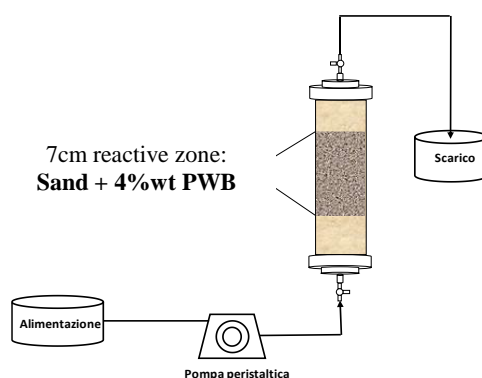 7cm reactive zone:
Sand + 4%wt PWB
Scarico
Alimentazione
Pompa peristaltica